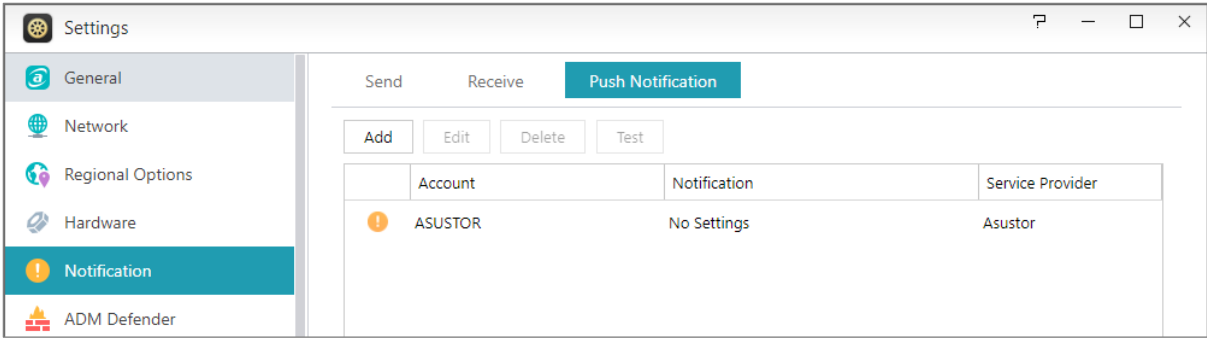 Settings
General
Network
Regional Options
Hardware
Notification
ADM Defender
Send Receive Push Notification
Add Edit Delete Test
Account Notification Service Provider
ASUSTOR No Settings Asustor